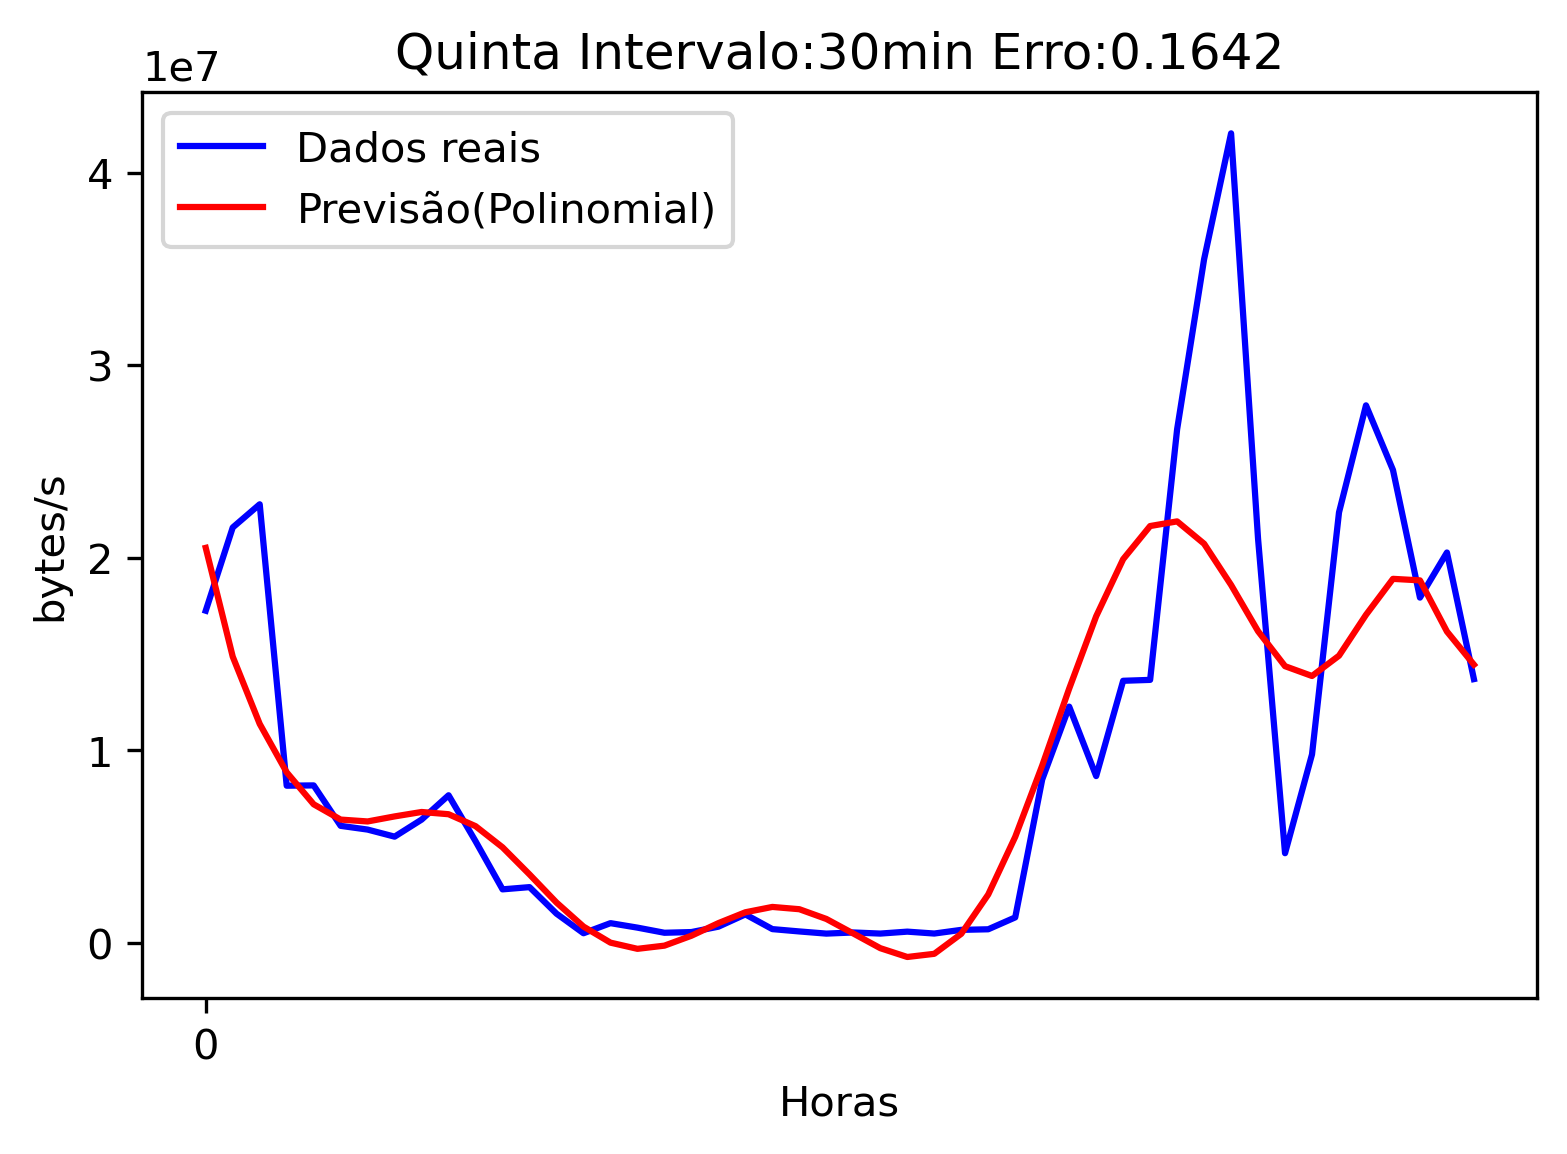 Quinta Intervalo:30min Erro:0.1642
1e7
Dados reais
Previsão(Polinomial)
4
3
2
1
0
bytes/s
0
Horas